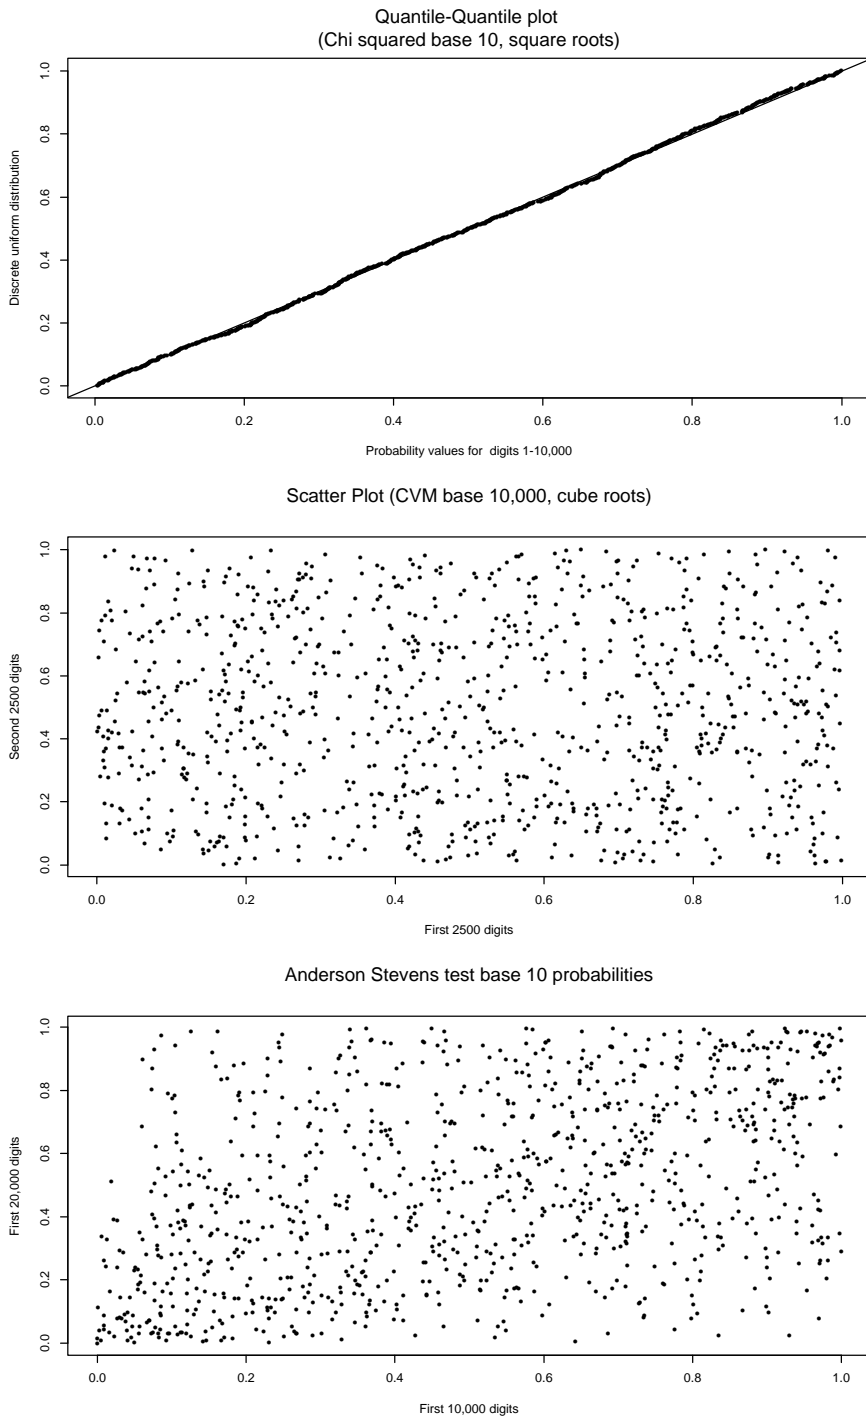 Quantile-Quantile plot
(Chi squared base 10, square roots)
Discrete uniform distribution
1.0
0.8
0.6
0.4
0.2
0.0
0.0 0.2 0.4 0.6 0.8 1.0
Probability values for digits 1-10,000
Scatter Plot (CVM base 10,000, cube roots)
Second 2500 digits
1.0
0.8
0.6
0.4
0.2
0.0
0.0 0.2 0.4 0.6 0.8 1.0
First 2500 digits
Anderson Stevens test base 10 probabilities
First 20,000 digits
1.0
0.8
0.6
0.4
0.2
0.0
0.0 0.2 0.4 0.6 0.8 1.0
First 10,000 digits